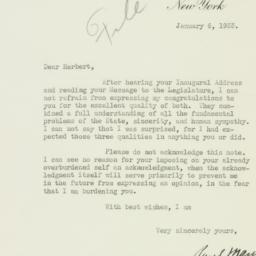 New York
File
January 6, 1933.
Dear Herbert,
After hearing your Inaugural Address
and reading your Message to the Legislature, I can
not refrain from expressing my congratulations to
you for the excellent quality of both. They com-
bined a full understanding of all the fundamental
problems of the State, sincerity, and human sympathy.
I can not say that I was surprised, for I had ex-
pected those three qualities in anything you did.
Please do not acknowledge this note.
I can see no reason for your imposing on your already
overburdened self an acknowledgment, when the acknow-
ledgment itself will serve primarily to prevent me
in the future from expressing an opinion, in the fear
that I am burdening you.
With best wishes, I am
Very sincerely yours,